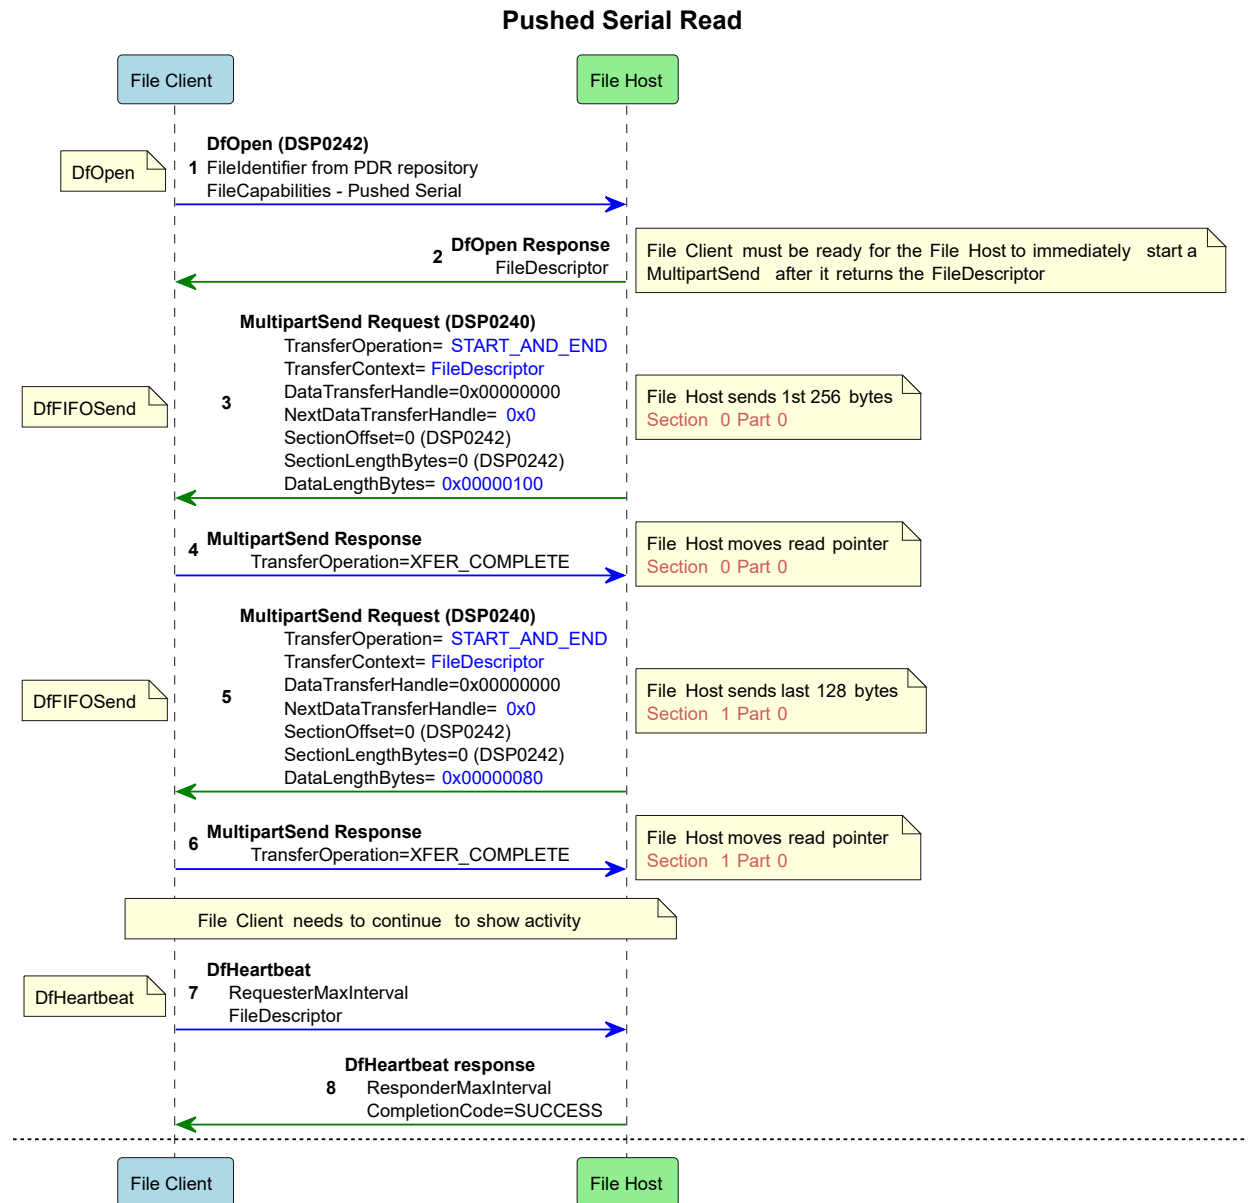 Pushed Serial Read
File Client
File Host
DfOpen
DfOpen (DSP0242)
1 FileIdentifier from PDR repository
FileCapabilities - Pushed Serial
2 DfOpen Response
FileDescriptor
File Client must be ready for the File Host to immediately start a
MultipartSend after it returns the FileDescriptor
DfFIFOSend
3
MultipartSend Request (DSP0240)
TransferOperation= START_AND_END
TransferContext= FileDescriptor
DataTransferHandle=0x00000000
NextDataTransferHandle= 0x0
SectionOffset=0 (DSP0242)
SectionLengthBytes=0 (DSP0242)
DataLengthBytes= 0x00000100
File Host sends 1st 256 bytes
Section 0 Part 0
4 MultipartSend Response
TransferOperation=XFER_COMPLETE
File Host moves read pointer
Section 0 Part 0
DfFIFOSend
5
MultipartSend Request (DSP0240)
TransferOperation= START_AND_END
TransferContext= FileDescriptor
DataTransferHandle=0x00000000
NextDataTransferHandle= 0x0
SectionOffset=0 (DSP0242)
SectionLengthBytes=0 (DSP0242)
DataLengthBytes= 0x00000080
File Host sends last 128 bytes
Section 1 Part 0
6 MultipartSend Response
TransferOperation=XFER_COMPLETE
File Host moves read pointer
Section 1 Part 0
File Client needs to continue to show activity
DfHeartbeat
DfHeartbeat
7 RequesterMaxInterval
FileDescriptor
DfHeartbeat response
8 ResponderMaxInterval
CompletionCode=SUCCESS
File Client
File Host